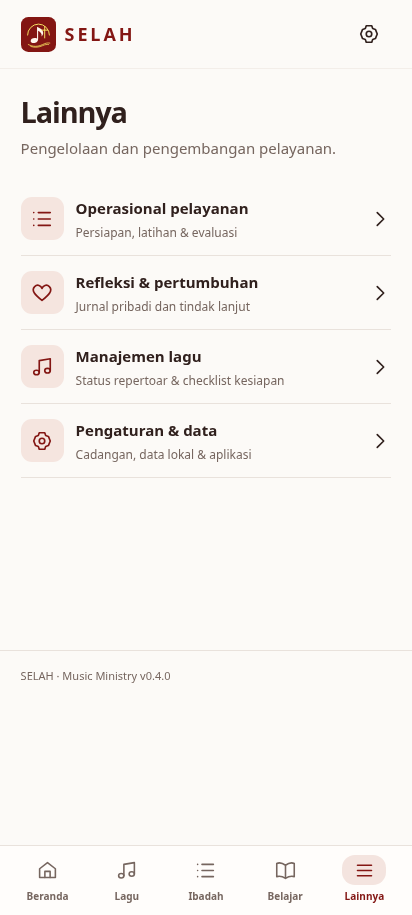 SELAH
Lainnya
Pengelolaan dan pengembangan pelayanan.
Operasional pelayanan
Persiapan, latihan & evaluasi
Refleksi & pertumbuhan
Jurnal pribadi dan tindak lanjut
Manajemen lagu
Status repertoar & checklist kesiapan
Pengaturan & data
Cadangan, data lokal & aplikasi
SELAH · Music Ministry v0.4.0
Beranda
Lagu
Ibadah
Belajar
Lainnya